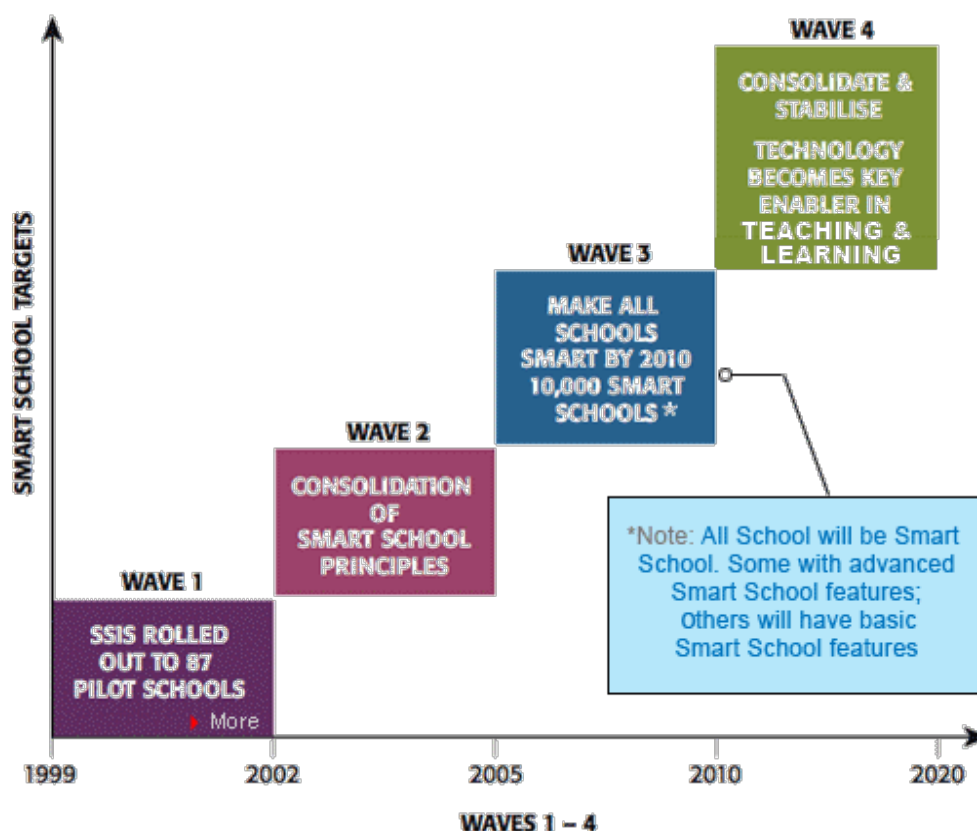 WAVE 4
CONSOLIDATE &
STABILISE
TECHNOLOGY
BECOMES KEY
ENABLER IN
TEACHING &
LEARNING
WAVE 3
MAKE ALL
SCHOOLS
SMART BY 2010
10,000 SMART
SCHOOLS *
WAVE 2
CONSOLIDATION
OF
SMART SCHOOL
PRINCIPLES
*Note: All School will be Smart
School. Some with advanced
Smart School features;
Others will have basic
Smart School features
WAVE 1
SSIS ROLLED
OUT TO 87
PILOT SCHOOLS
More
SMART SCHOOL TARGETS
1999 2002 2005 2010 2020
WAVES 1 – 4